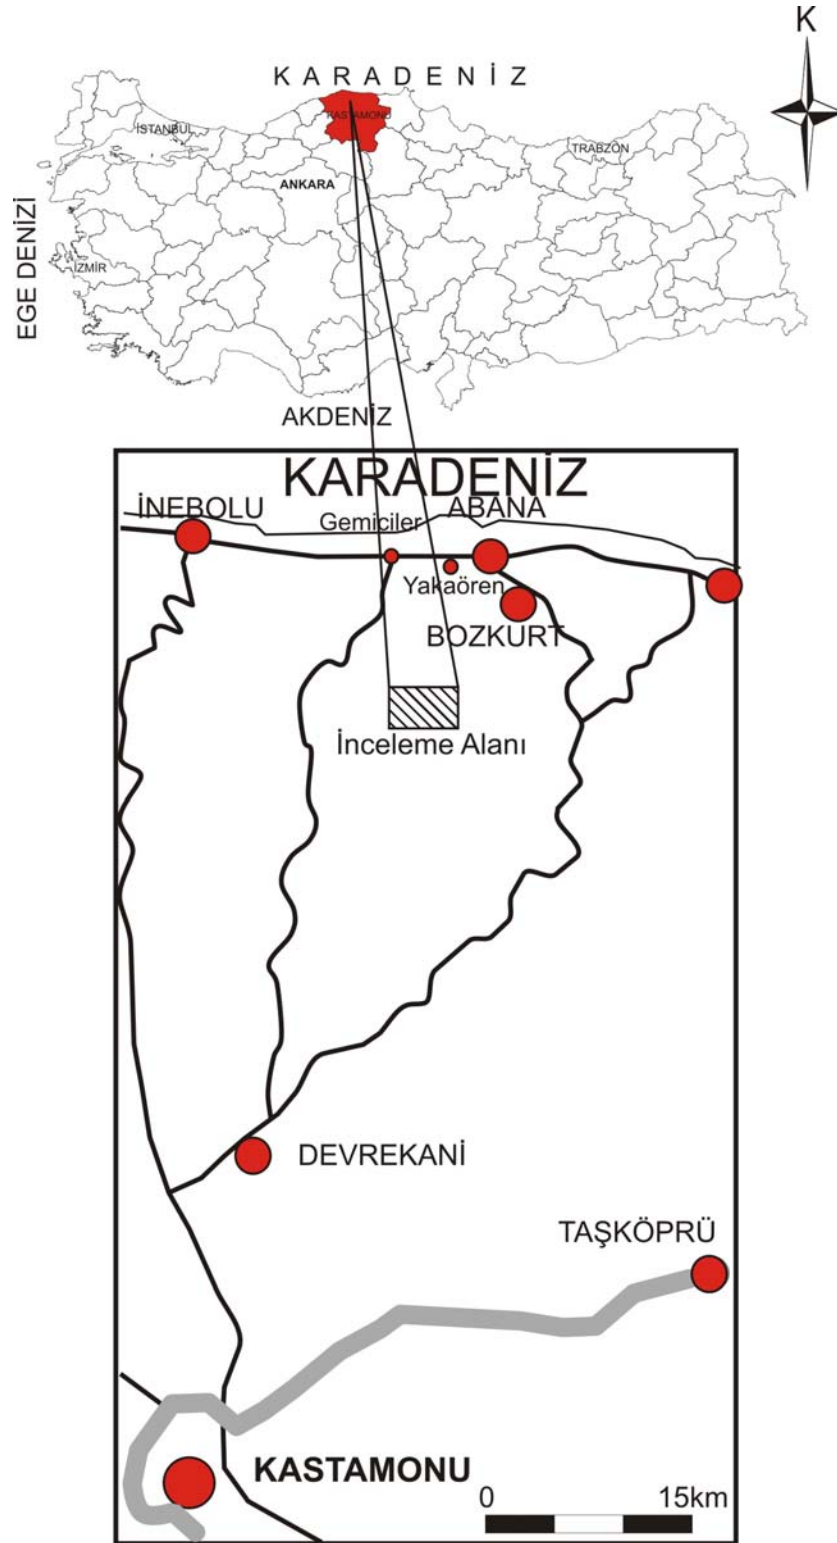 K
K A R A D E N İ Z
KASTAMONU
İSTANBUL
TRABZON
ANKARA
EGE DENİZİ
İZMİR
AKDENİZ
KARADENİZ
İNEBOLU
ABANA
Gemiciler
Yakaören
BOZKURT
İnceleme Alanı
DEVREKANİ
TAŞKÖPRÜ
KASTAMONU
0 15km